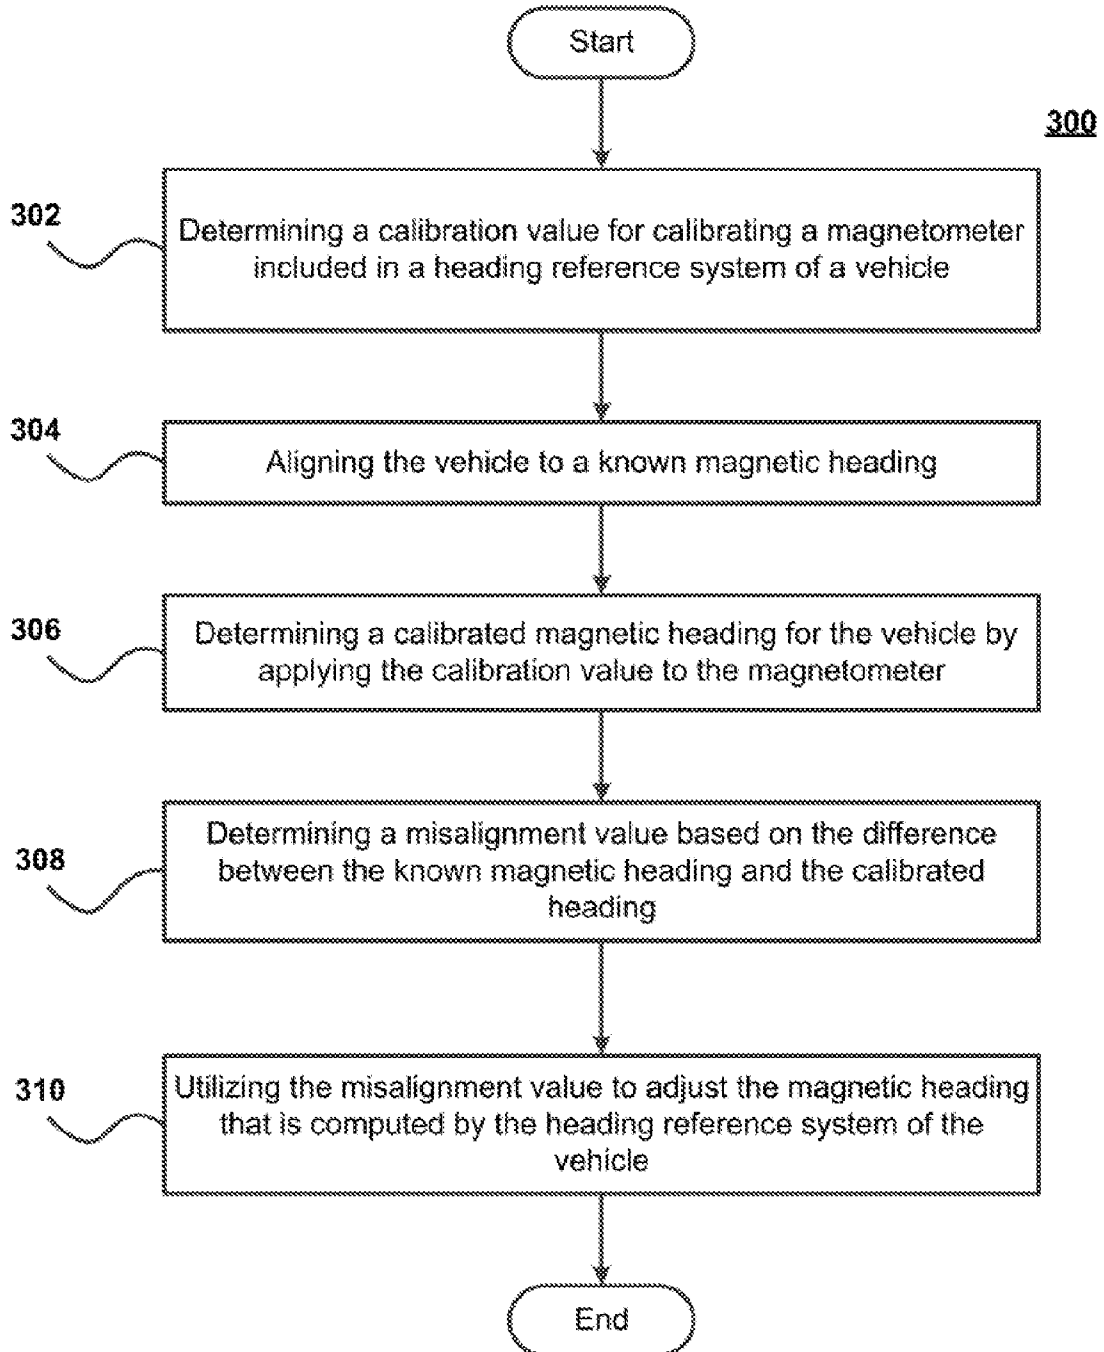 Start
300
302
Determining a calibration value for calibrating a magnetometer
included in a heading reference system of a vehicle
304
Aligning the vehicle to a known magnetic heading
306
Determining a calibrated magnetic heading for the vehicle by
applying the calibration value to the magnetometer
308
Determining a misalignment value based on the difference
between the known magnetic heading and the calibrated
heading
310
Utilizing the misalignment value to adjust the magnetic heading
that is computed by the heading reference system of the
vehicle
End